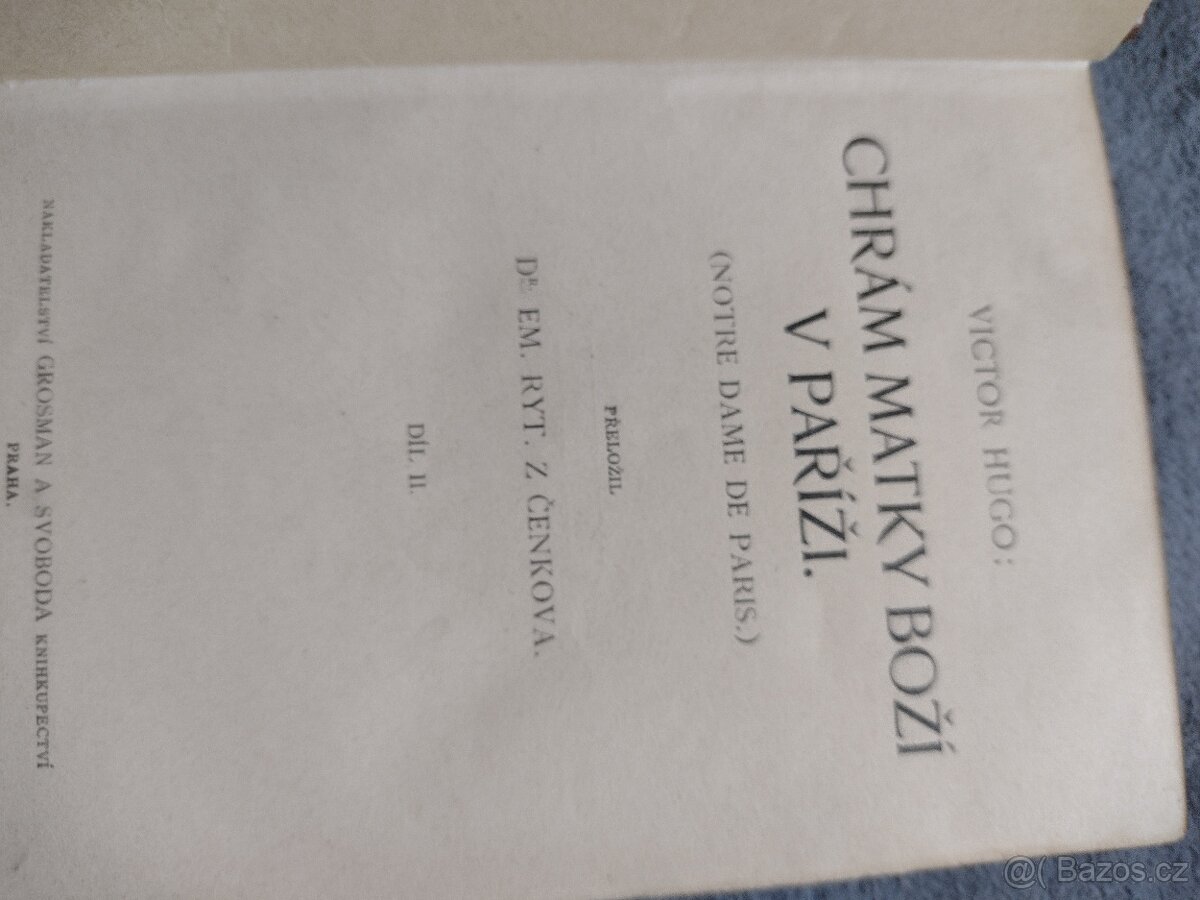 VICTOR HUGO:
CHRÁM MATKY BOŽÍ
V PAŘÍŽI.
(NOTRE DAME DE PARIS.)
PŘELOŽIL
DR. EM. RYT. Z ČENKOVA.
DÍL II.
NAKLADATELSTVÍ GROSMAN A SVOBODA KNIHKUPECTVÍ
PRAHA.
@( Bazos.cz